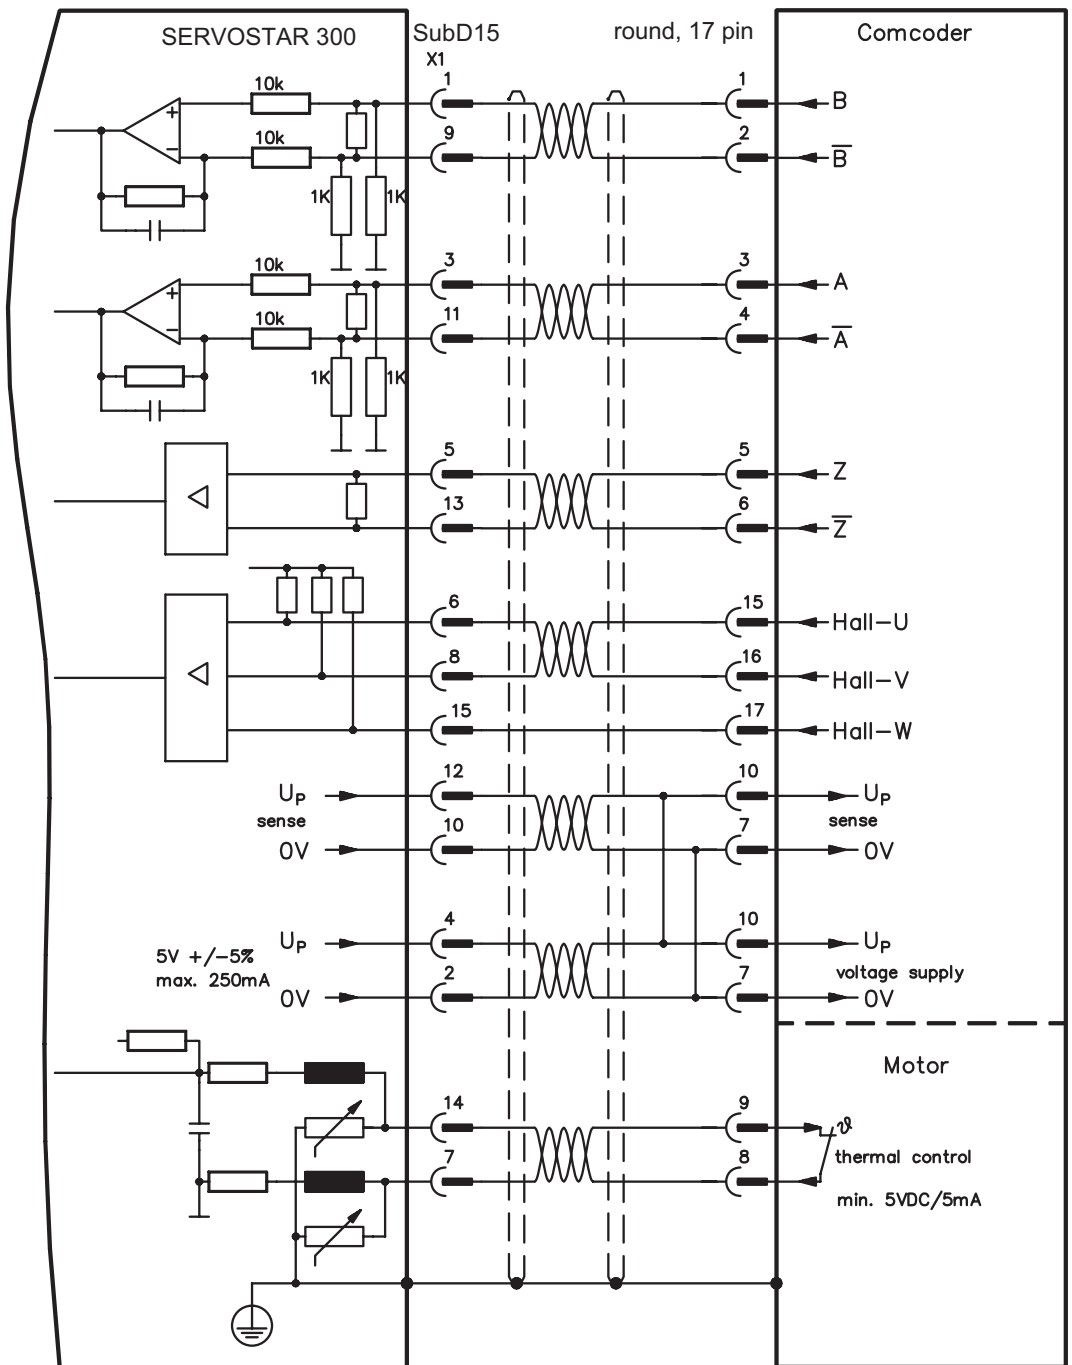 SERVOSTAR 300 SubD15 round, 17 pin Comcoder
X1
10k 1 1 B
10k 9 2 B̅
1K 1K
10k 3 3 A
10k 11 4 A̅
1K 1K
5 5 Z
13 6 Z̅
6 15 Hall-U
8 16 Hall-V
15 17 Hall-W
UP 12 10 UP
sense sense
0V 10 7 0V
UP 4 10 UP
5V +/-5%
max. 250mA
voltage supply
0V 2 7 0V
Motor
14 9 ϑ
thermal control
7 8
min. 5VDC/5mA